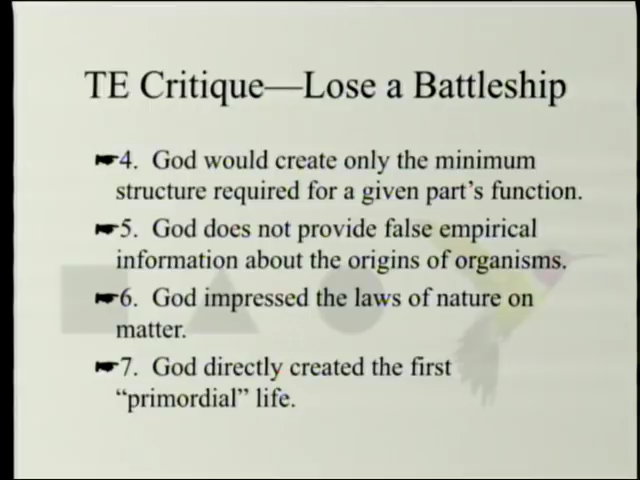 TE Critique—Lose a Battleship
☛4. God would create only the minimum
structure required for a given part's function.
☛5. God does not provide false empirical
information about the origins of organisms.
☛6. God impressed the laws of nature on
matter.
☛7. God directly created the first
“primordial” life.